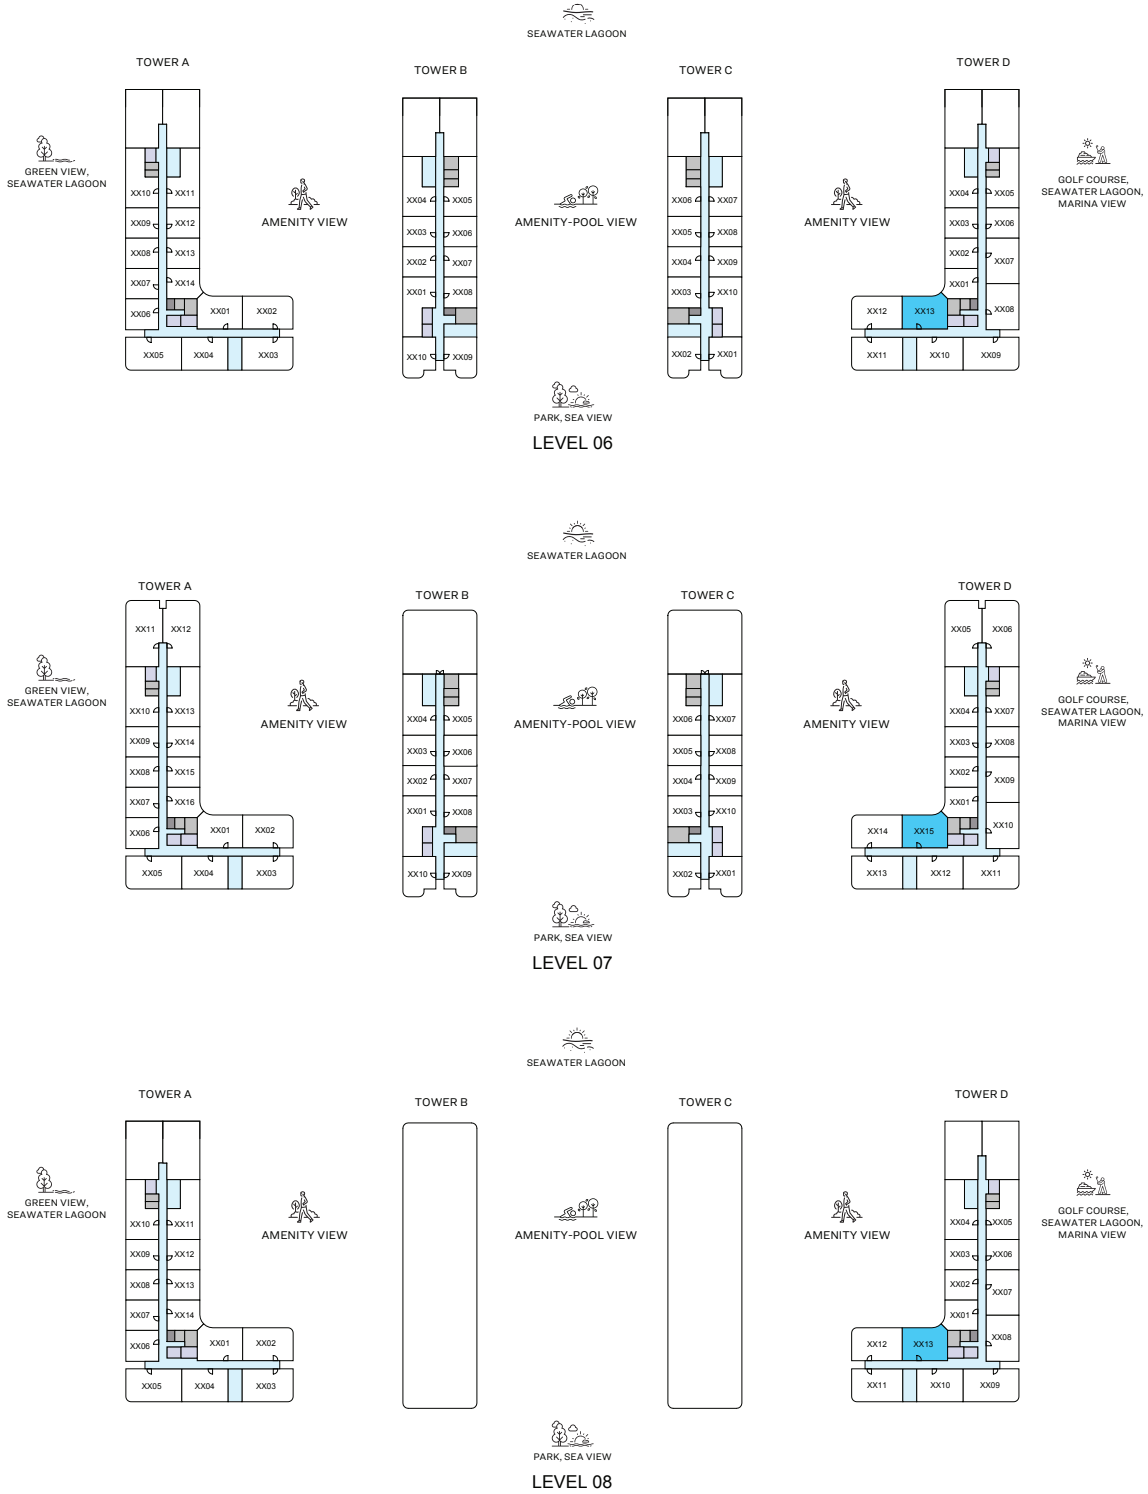 SEAWATER LAGOON
TOWER A
TOWER B
TOWER C
TOWER D
GREEN VIEW,
SEAWATER LAGOON
AMENITY VIEW
AMENITY-POOL VIEW
AMENITY VIEW
GOLF COURSE,
SEAWATER LAGOON,
MARINA VIEW
XX10 XX11 XX04 XX05 XX06 XX07 XX04 XX05
XX09 XX12 XX03 XX06 XX05 XX08 XX03 XX06
XX08 XX13 XX02 XX07 XX04 XX09 XX02 XX07
XX07 XX14 XX01 XX08 XX03 XX10 XX01
XX06 XX01 XX02 XX12 XX13 XX08
XX05 XX04 XX03 XX10 XX09 XX02 XX01 XX11 XX10 XX09
PARK, SEA VIEW
LEVEL 06
SEAWATER LAGOON
TOWER A
TOWER B
TOWER C
TOWER D
XX11 XX12 XX05 XX06
GREEN VIEW,
SEAWATER LAGOON
AMENITY VIEW
AMENITY-POOL VIEW
AMENITY VIEW
GOLF COURSE,
SEAWATER LAGOON,
MARINA VIEW
XX10 XX13 XX04 XX05 XX06 XX07 XX04 XX07
XX09 XX14 XX03 XX06 XX05 XX08 XX03 XX08
XX08 XX15 XX02 XX07 XX04 XX09 XX02 XX09
XX07 XX16 XX01 XX08 XX03 XX10 XX01
XX06 XX01 XX02 XX14 XX15 XX10
XX05 XX04 XX03 XX10 XX09 XX02 XX01 XX13 XX12 XX11
PARK, SEA VIEW
LEVEL 07
SEAWATER LAGOON
TOWER A
TOWER B
TOWER C
TOWER D
GREEN VIEW,
SEAWATER LAGOON
AMENITY VIEW
AMENITY-POOL VIEW
AMENITY VIEW
GOLF COURSE,
SEAWATER LAGOON,
MARINA VIEW
XX10 XX11 XX04 XX05
XX09 XX12 XX03 XX06
XX08 XX13 XX02 XX07
XX07 XX14 XX01
XX06 XX01 XX02 XX12 XX13 XX08
XX05 XX04 XX03 XX11 XX10 XX09
PARK, SEA VIEW
LEVEL 08